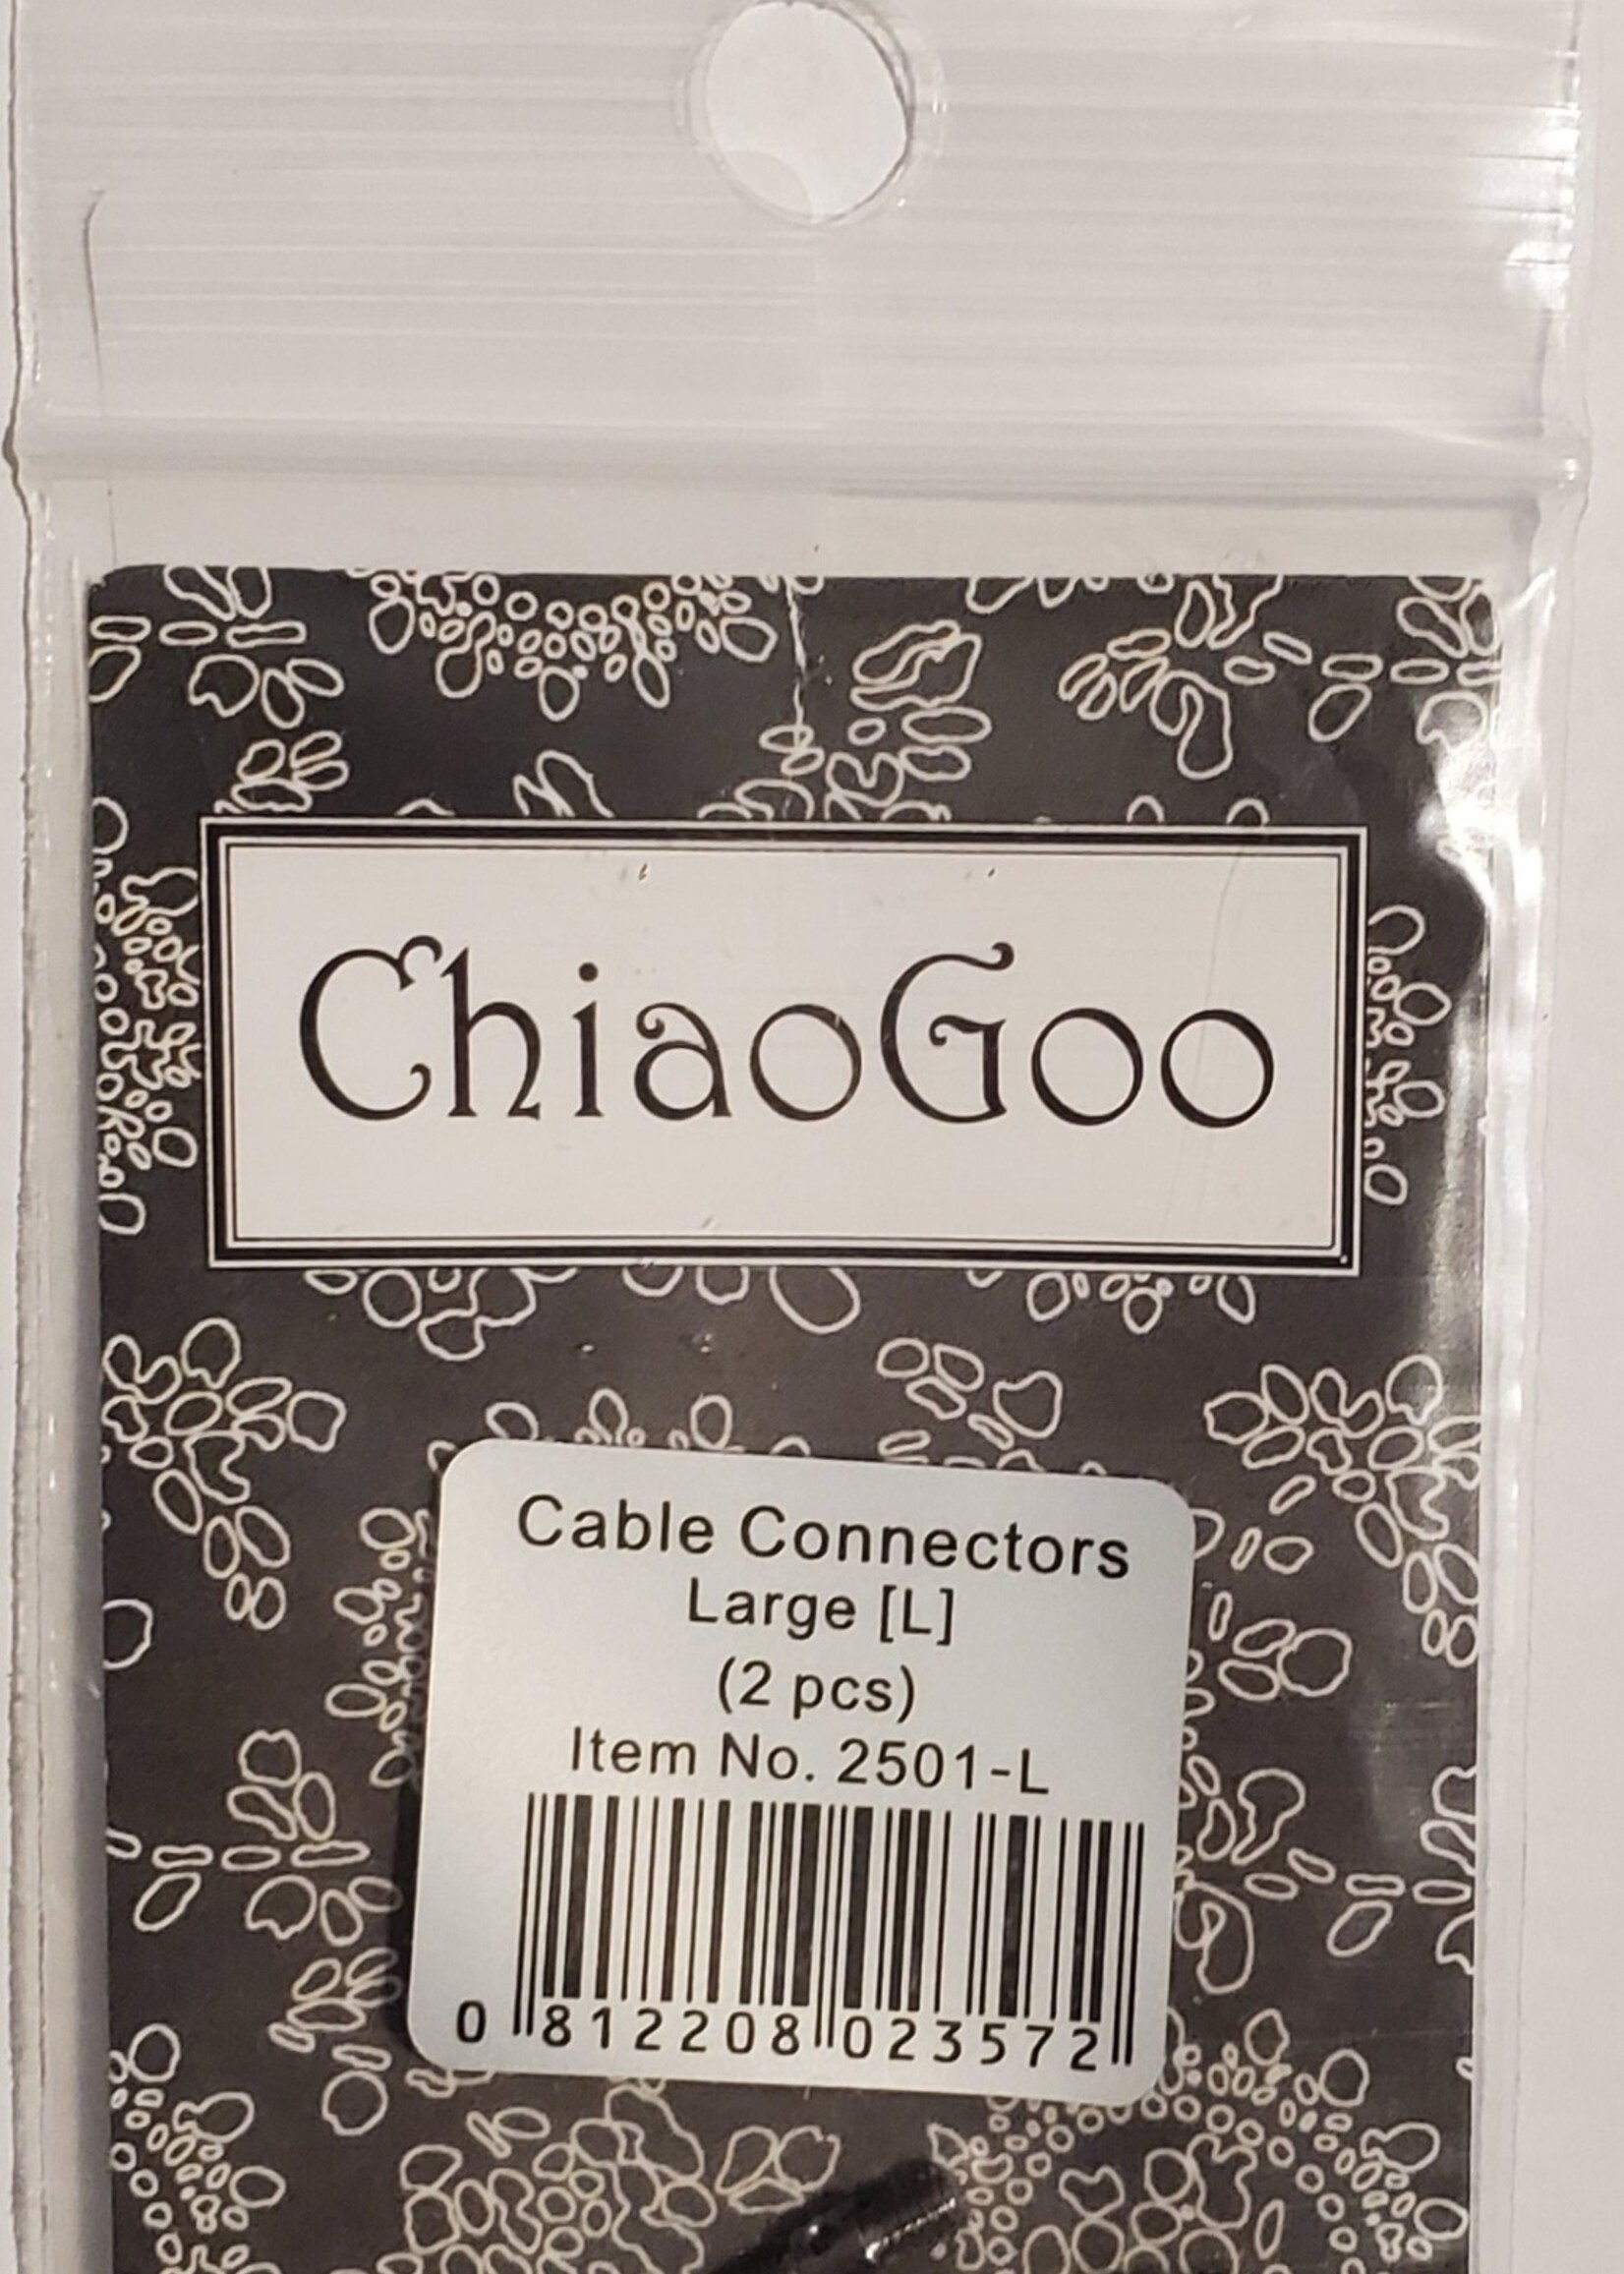 ChiaoGoo
Cable Connectors
Large [L]
(2 pcs)
Item No. 2501-L
0 812208 023572